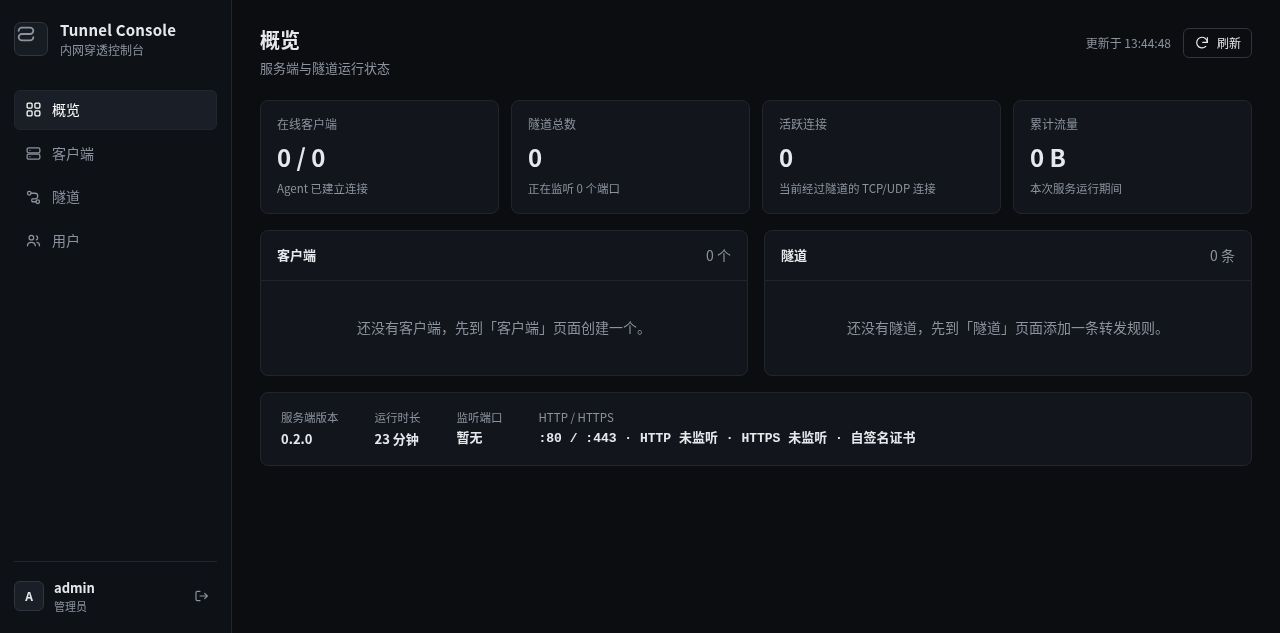 Tunnel Console
内网穿透控制台
概览
客户端
隧道
用户
A
admin
管理员
概览
服务端与隧道运行状态
更新于 13:44:48
刷新
在线客户端
0 / 0
Agent 已建立连接
隧道总数
0
正在监听 0 个端口
活跃连接
0
当前经过隧道的 TCP/UDP 连接
累计流量
0 B
本次服务运行期间
客户端
0 个
还没有客户端，先到「客户端」页面创建一个。
隧道
0 条
还没有隧道，先到「隧道」页面添加一条转发规则。
服务端版本
0.2.0
运行时长
23 分钟
监听端口
暂无
HTTP / HTTPS
:80 / :443 · HTTP 未监听 · HTTPS 未监听 · 自签名证书